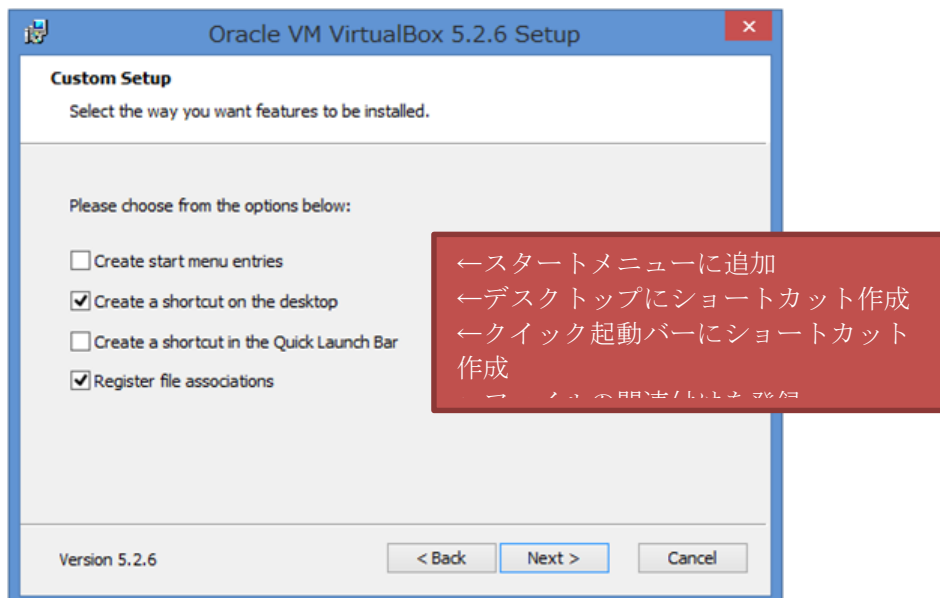 Oracle VM VirtualBox 5.2.6 Setup
Custom Setup
Select the way you want features to be installed.
Please choose from the options below:
Create start menu entries
Create a shortcut on the desktop
Create a shortcut in the Quick Launch Bar
Register file associations
←スタートメニューに追加
←デスクトップにショートカット作成
←クイック起動バーにショートカット
作成
Version 5.2.6
< Back
Next >
Cancel